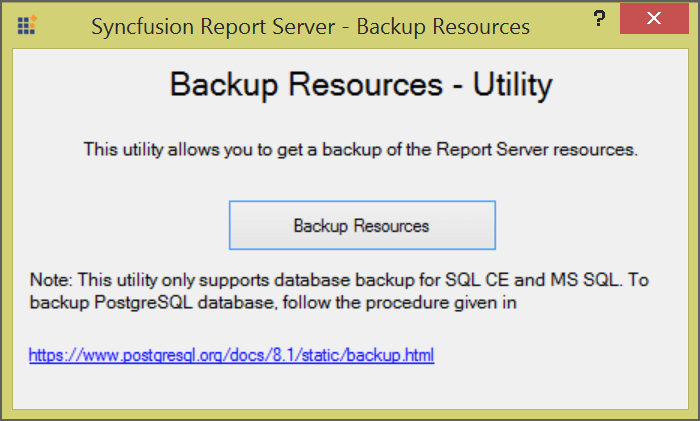 Syncfusion Report Server - Backup Resources ?
Backup Resources - Utility
This utility allows you to get a backup of the Report Server resources.
Backup Resources
Note: This utility only supports database backup for SQL CE and MS SQL. To
backup PostgreSQL database, follow the procedure given in
https://www.postgresql.org/docs/8.1/static/backup.html